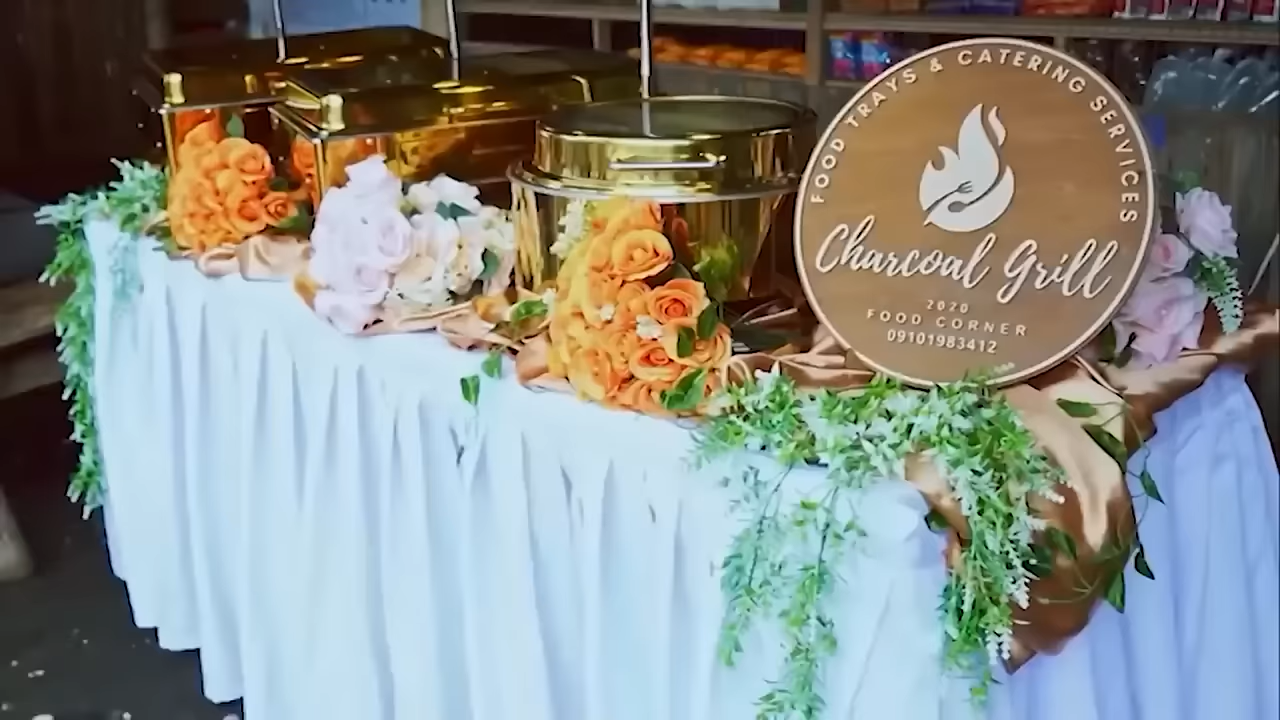 FOOD TRAYS & CATERING SERVICES
Charcoal Grill
2020
FOOD CORNER
09101983412